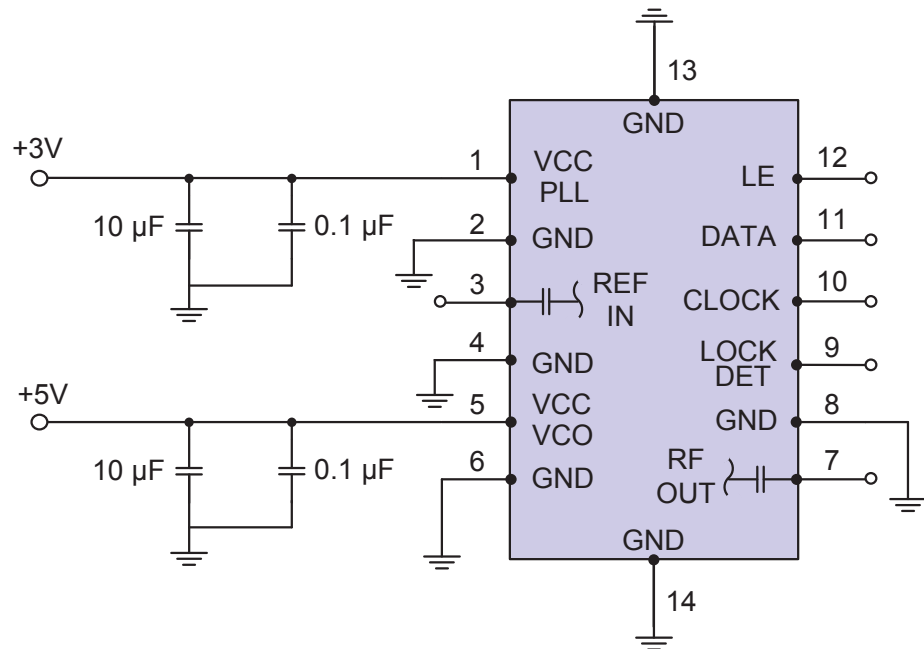 13
GND
+3V
1
VCC
PLL
12
LE
10 µF
0.1 µF
2
GND
11
DATA
3
REF
IN
10
CLOCK
4
GND
LOCK
DET
9
+5V
5
VCC
VCO
8
GND
10 µF
0.1 µF
6
GND
RF
OUT
7
GND
14